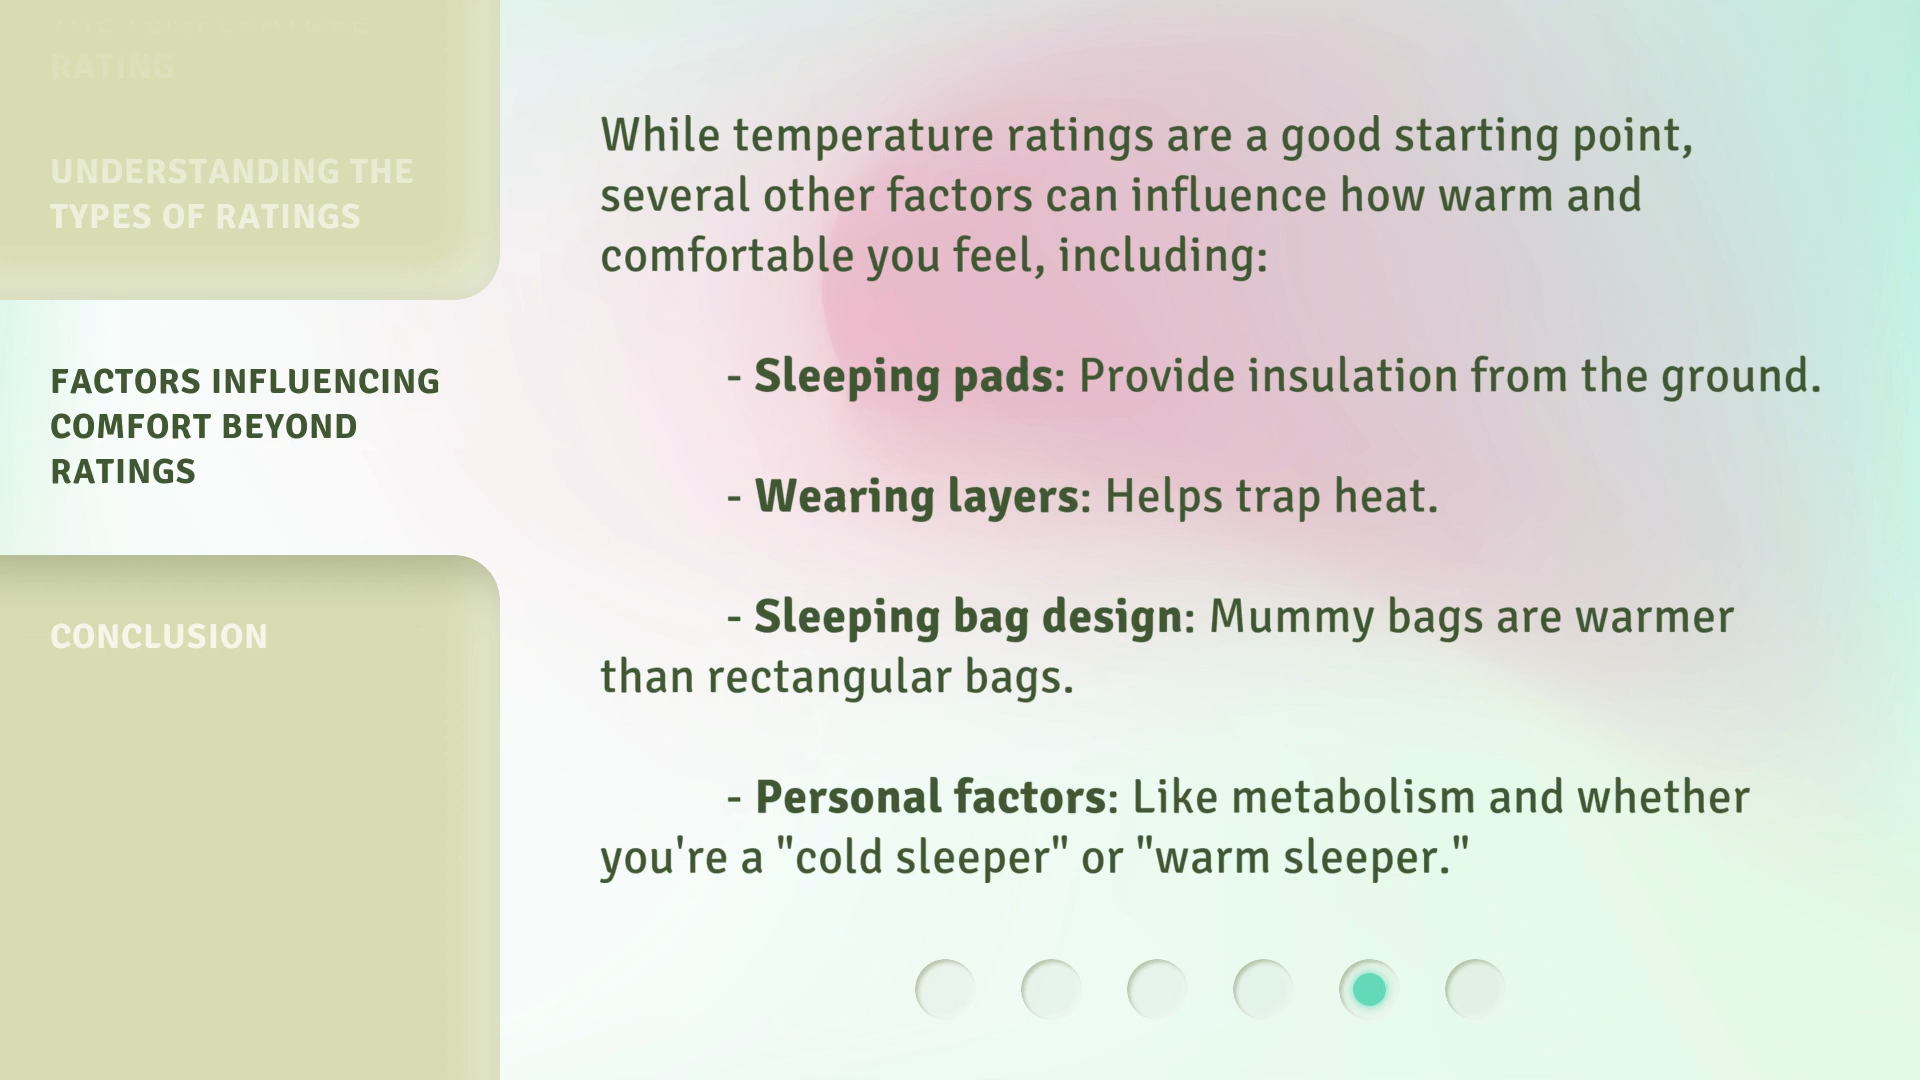 RATING
UNDERSTANDING THE
TYPES OF RATINGS
FACTORS INFLUENCING
COMFORT BEYOND
RATINGS
CONCLUSION
While temperature ratings are a good starting point,
several other factors can influence how warm and
comfortable you feel, including:
- Sleeping pads: Provide insulation from the ground.
- Wearing layers: Helps trap heat.
- Sleeping bag design: Mummy bags are warmer
than rectangular bags.
- Personal factors: Like metabolism and whether
you're a "cold sleeper" or "warm sleeper."